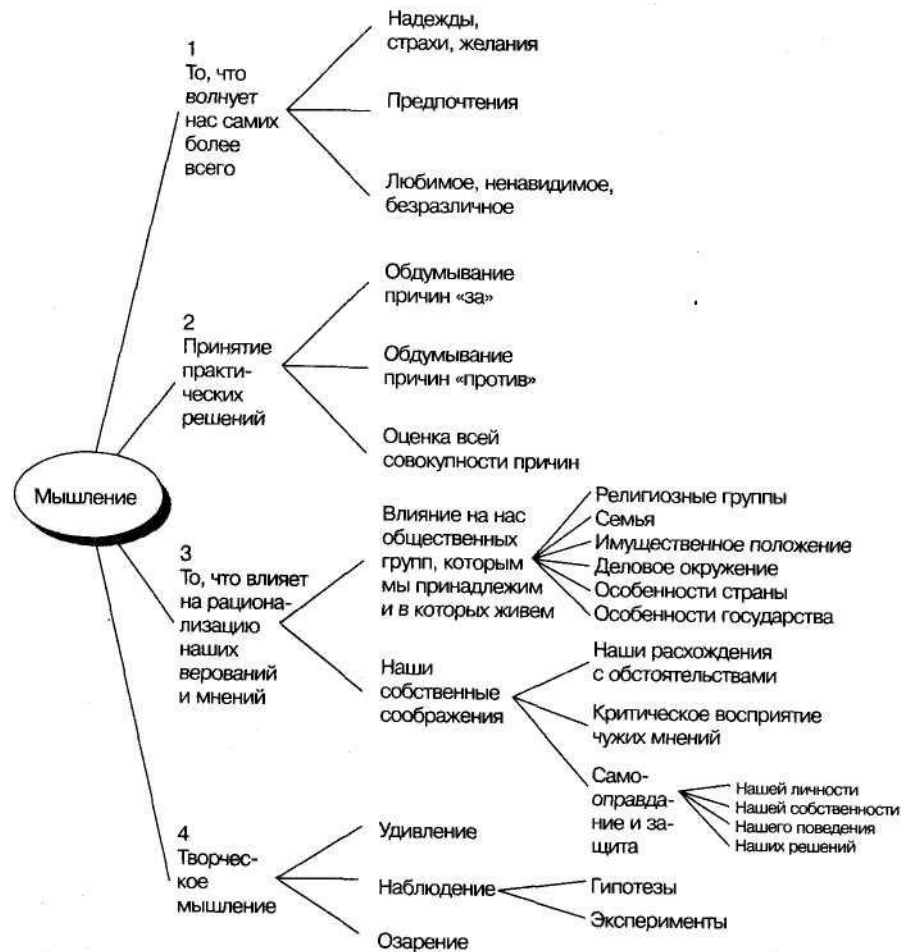 Мышление
1
То, что
волнует
нас самих
более
всего
Надежды,
страхи, желания
Предпочтения
Любимое, ненавидимое,
безразличное
2
Принятие
практи-
ческих
решений
Обдумывание
причин «за»
Обдумывание
причин «против»
Оценка всей
совокупности причин
3
То, что влияет
на рациона-
лизацию
наших
верований
и мнений
Влияние на нас
общественных
групп, которым
мы принадлежим
и в которых живем
Религиозные группы
Семья
Имущественное положение
Деловое окружение
Особенности страны
Особенности государства
Наши
собственные
соображения
Наши расхождения
с обстоятельствами
Критическое восприятие
чужих мнений
Само-
оправда-
ние и за-
щита
Нашей личности
Нашей собственности
Нашего поведения
Наших решений
4
Творчес-
кое
мышление
Удивление
Наблюдение
Гипотезы
Эксперименты
Озарение